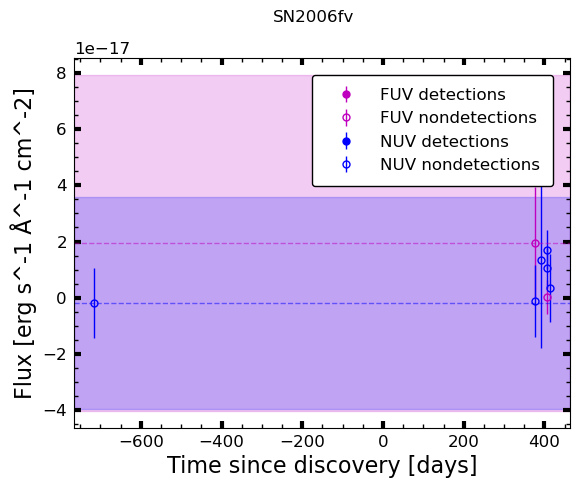 SN2006fv
1e−17
8
6
4
2
0
−2
−4
Flux [erg s^-1 Å^-1 cm^-2]
FUV detections
FUV nondetections
NUV detections
NUV nondetections
−600 −400 −200 0 200 400
Time since discovery [days]